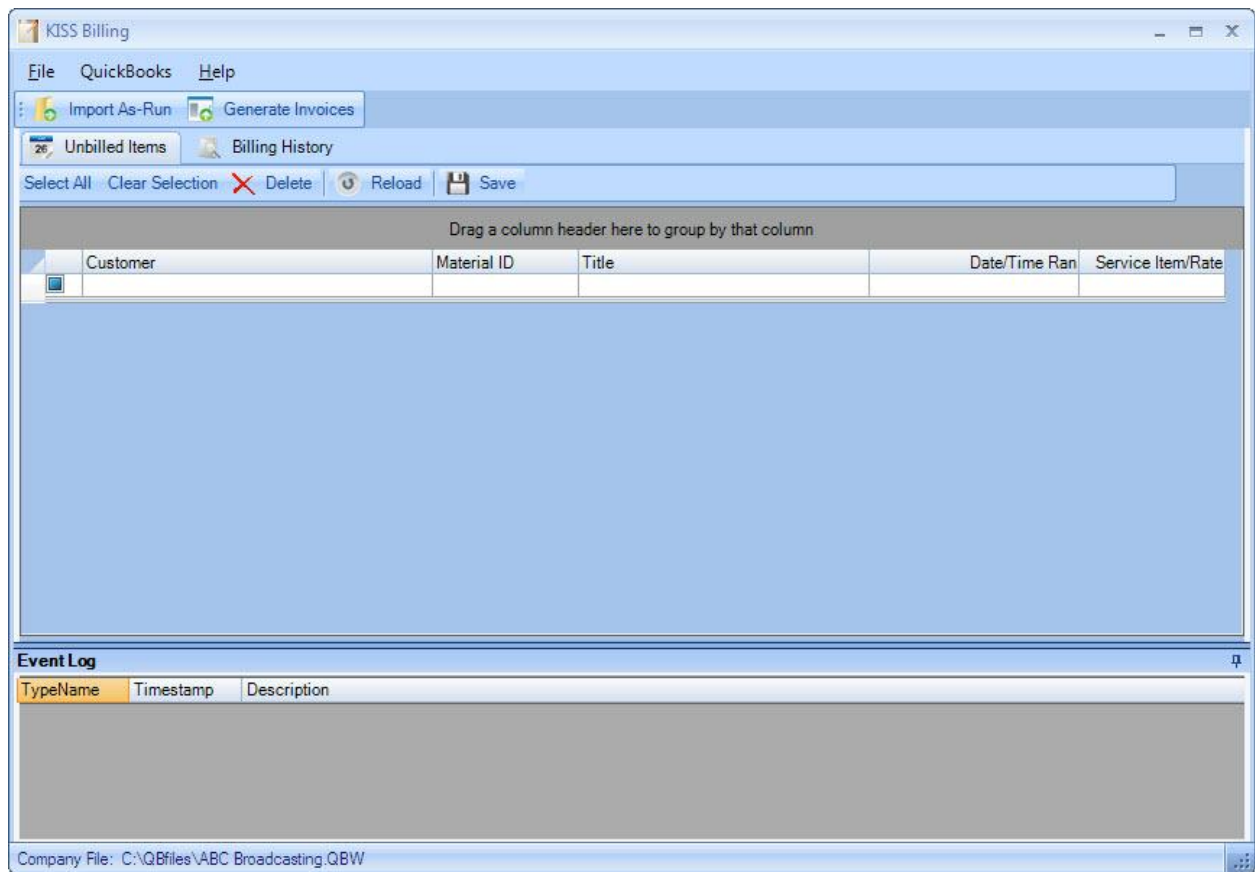 KISS Billing
File QuickBooks Help
Import As-Run Generate Invoices
26 Unbilled Items Billing History
Select All Clear Selection Delete Reload Save
Drag a column header here to group by that column
Customer Material ID Title Date/Time Ran Service Item/Rate
Event Log
TypeName Timestamp Description
Company File: C:\QBfiles\ABC Broadcasting.QBW